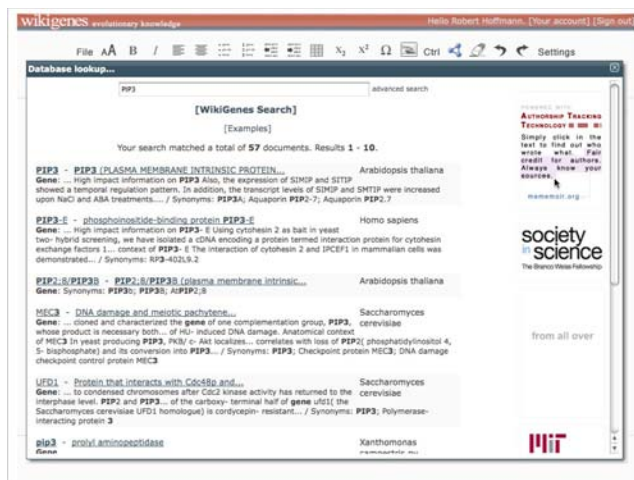 wikigenes evolutionary knowledge Hello Robert Hoffmann. [Your account] [Sign out]
File AA B I X₂ X² Ω Ctrl Settings
Database lookup...
PIP3 advanced search
[WikiGenes Search]
[Examples]
Your search matched a total of 57 documents. Results 1 - 10.
PIP3 - PIP3 (PLASMA MEMBRANE INTRINSIC PROTEIN... Arabidopsis thaliana
Gene: ... High impact information on PIP3 Also, the expression of SIMIP and SITIP
showed a temporal regulation pattern. In addition, the transcript levels of SIMIP and SMTIP were increased
upon NaCl and ABA treatments.... / Synonyms: PIP3A; Aquaporin PIP2-7; Aquaporin PIP2.7
PIP3-E - phosphoinositide-binding protein PIP3-E Homo sapiens
Gene: ... High impact information on PIP3- E Using cytohesin 2 as bait in yeast
two- hybrid screening, we have isolated a cDNA encoding a protein termed interaction protein for cytohesin
exchange factors 1... context of PIP3- E The interaction of cytohesin 2 and IPCEF1 in mammalian cells was
demonstrated... / Synonyms: RP3-402L9.2
PIP2;8/PIP3B - PIP2;8/PIP3B (plasma membrane intrinsic... Arabidopsis thaliana
Gene: Synonyms: PIP3b; PIP3B; AtPIP2;8
MEC3 - DNA damage and meiotic pachytene... Saccharomyces cerevisiae
Gene: ... cloned and characterized the gene of one complementation group, PIP3,
whose product is necessary both... of HU- induced DNA damage. Anatomical context
of MEC3 In yeast producing PIP3, PKB/ c- Akt localizes... correlates with loss of PIP2( phosphatidylinositol 4,
5- bisphosphate) and its conversion into PIP3... / Synonyms: PIP3; Checkpoint protein MEC3; DNA damage
checkpoint control protein MEC3
UFD1 - Protein that interacts with Cdc48p and... Saccharomyces cerevisiae
Gene: ... to condensed chromosomes after Cdc2 kinase activity has returned to the
interphase level. PIP2 and PIP3... of the carboxy- terminal half of gene ufd1( the
Saccharomyces cerevisiae UFD1 homologue) is cordycepin- resistant... / Synonyms: PIP3; Polymerase-
interacting protein 3
pip3 - prolyl aminopeptidase Xanthomonas
Gene campestris pv
POWERED WITH
AUTHORSHIP TRACKING
TECHNOLOGY
Simply click in the
text to find out who
wrote what. Fair
credit for authors.
Always know your
sources.
mememoir.org
society
in science
The Branco Weiss Fellowship
from all over
MIT